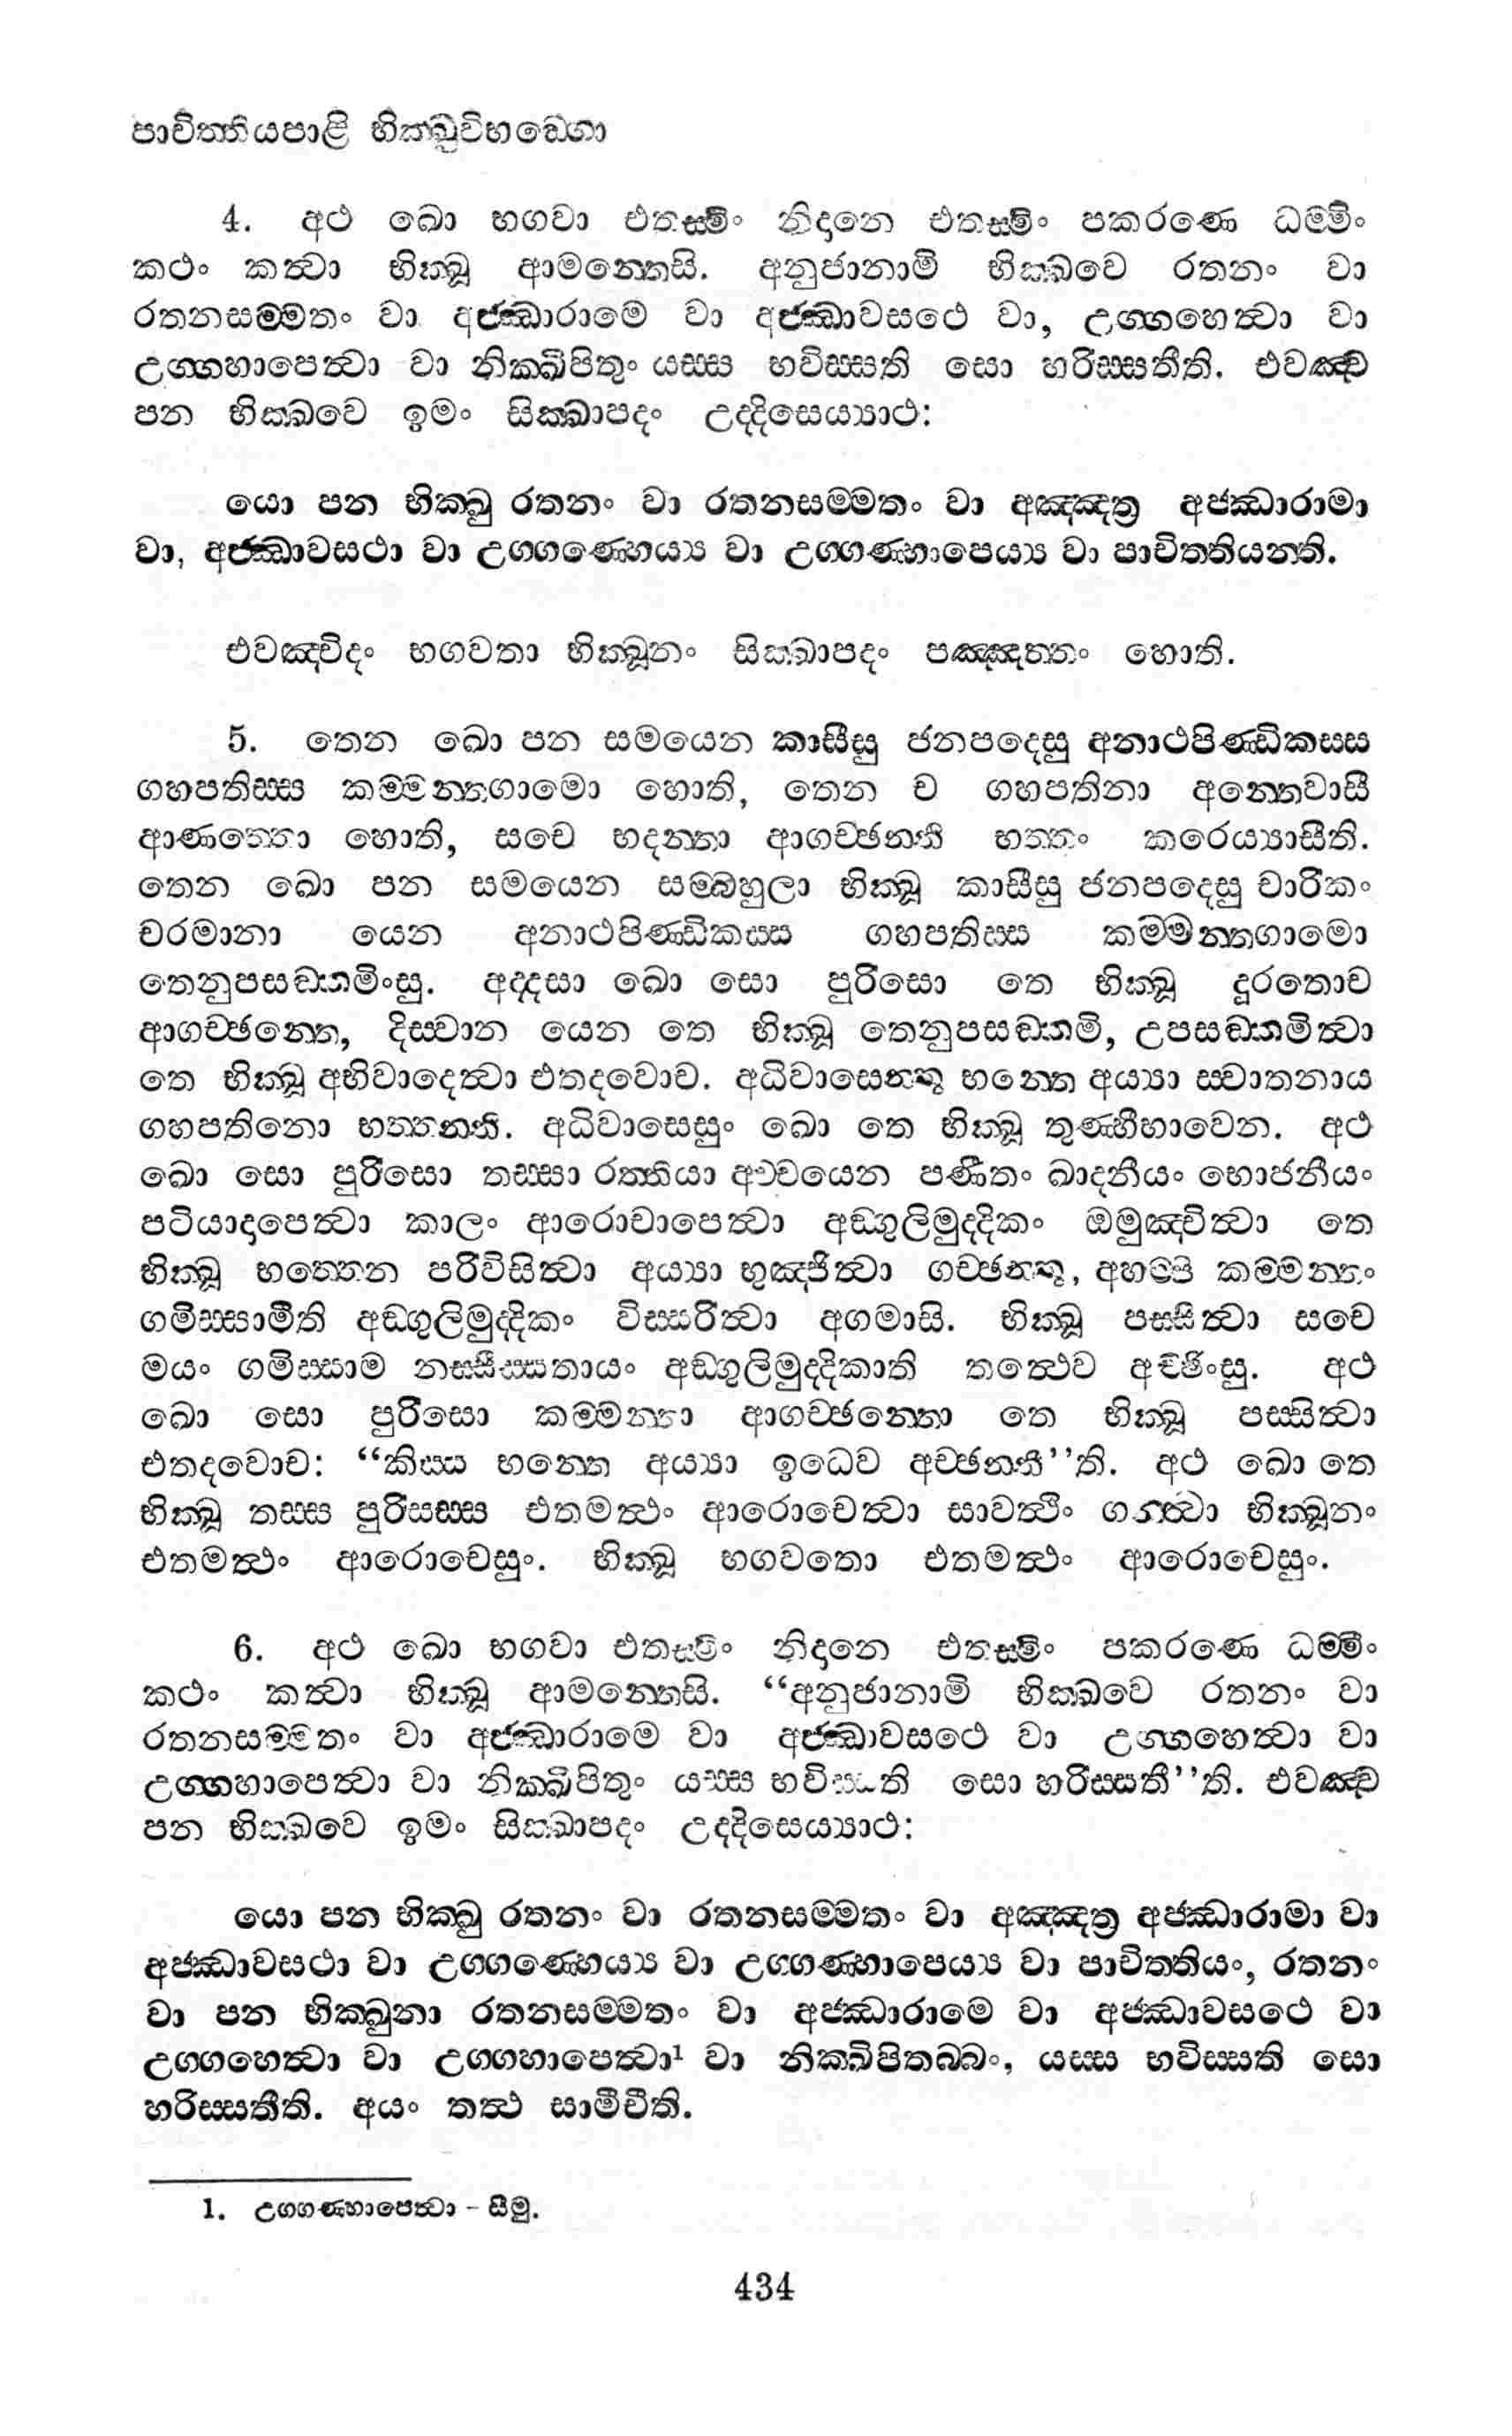 පාචිත්තියපාළි භික්ඛුවිභඞ්ගො
4. අථ ඛො භගවා එතස්මිං නිදානෙ එතස්මිං පකරණෙ ධම්මිං
කථං කත්වා භික්ඛූ ආමන්තෙසි. අනුජානාමි භික්ඛවෙ රතනං වා
රතනසම්මතං වා අජ්ඣාරාමෙ වා අජ්ඣාවසථෙ වා, උග්ගහෙත්වා වා
උග්ගහාපෙත්වා වා නික්ඛිපිතුං යස්ස භවිස්සති සො හරිස්සතීති. එවඤ්ච
පන භික්ඛවෙ ඉමං සික්ඛාපදං උද්දිසෙය්‍යාථ:
යො පන භික්ඛු රතනං වා රතනසම්මතං වා අඤ්ඤත්‍ර අජ්ඣාරාමා
වා, අජ්ඣාවසථා වා උග්ගණ්හෙය්‍ය වා උග්ගණ්හාපෙය්‍ය වා පාචිත්තියන්ති.
එවඤ්චිදං භගවතා භික්ඛූනං සික්ඛාපදං පඤ්ඤත්තං හොති.
5. තෙන ඛො පන සමයෙන කාසීසු ජනපදෙසු අනාථපිණ්ඩිකස්ස
ගහපතිස්ස කම්මන්තගාමො හොති, තෙන ච ගහපතිනා අන්තෙවාසී
ආණත්තො හොති, සචෙ භදන්තා ආගච්ඡන්ති භත්තං කරෙය්‍යාසීති.
තෙන ඛො පන සමයෙන සම්බහුලා භික්ඛූ කාසීසු ජනපදෙසු චාරිකං
චරමානා යෙන අනාථපිණ්ඩිකස්ස ගහපතිස්ස කම්මන්තගාමො
තෙනුපසඞ්කමිංසු. අද්දසා ඛො සො පුරිසො තෙ භික්ඛූ දූරතොව
ආගච්ඡන්තෙ, දිස්වාන යෙන තෙ භික්ඛූ තෙනුපසඞ්කමි, උපසඞ්කමිත්වා
තෙ භික්ඛූ අභිවාදෙත්වා එතදවොච. අධිවාසෙන්තු භන්තෙ අය්‍යා ස්වාතනාය
ගහපතිනො භත්තන්ති. අධිවාසෙසුං ඛො තෙ භික්ඛූ තුණ්හීභාවෙන. අථ
ඛො සො පුරිසො තස්සා රත්තියා අච්චයෙන පණීතං ඛාදනීයං භොජනීයං
පටියාදාපෙත්වා කාලං ආරොචාපෙත්වා අඞ්ගුලිමුද්දිකං ඔමුඤ්චිත්වා තෙ
භික්ඛූ භත්තෙන පරිවිසිත්වා අය්‍යා භුඤ්ජිත්වා ගච්ඡන්තු, අහම්පි කම්මන්තං
ගමිස්සාමීති අඞ්ගුලිමුද්දිකං විස්සරිත්වා අගමාසි. භික්ඛූ පස්සිත්වා සචෙ
මයං ගමිස්සාම නස්සිස්සතායං අඞ්ගුලිමුද්දිකාති තත්ථෙව අච්ඡිංසු. අථ
ඛො සො පුරිසො කම්මන්තා ආගච්ඡන්තො තෙ භික්ඛූ පස්සිත්වා
එතදවොච: “කිස්ස භන්තෙ අය්‍යා ඉධෙව අච්ඡන්තී’’ති. අථ ඛො තෙ
භික්ඛූ තස්ස පුරිසස්ස එතමත්ථං ආරොචෙත්වා සාවත්ථිං ගන්ත්වා භික්ඛූනං
එතමත්ථං ආරොචෙසුං. භික්ඛූ භගවතො එතමත්ථං ආරොචෙසුං.
6. අථ ඛො භගවා එතස්මිං නිදානෙ එතස්මිං පකරණෙ ධම්මිං
කථං කත්වා භික්ඛූ ආමන්තෙසි. “අනුජානාමි භික්ඛවෙ රතනං වා
රතනසම්මතං වා අජ්ඣාරාමෙ වා අජ්ඣාවසථෙ වා උග්ගහෙත්වා වා
උග්ගහාපෙත්වා වා නික්ඛිපිතුං යස්ස භවිස්සති සො හරිස්සතී’’ති. එවඤ්ච
පන භික්ඛවෙ ඉමං සික්ඛාපදං උද්දිසෙය්‍යාථ:
යො පන භික්ඛු රතනං වා රතනසම්මතං වා අඤ්ඤත්‍ර අජ්ඣාරාමා වා
අජ්ඣාවසථා වා උග්ගණ්හෙය්‍ය වා උග්ගණ්හාපෙය්‍ය වා පාචිත්තියං, රතනං
වා පන භික්ඛුනා රතනසම්මතං වා අජ්ඣාරාමෙ වා අජ්ඣාවසථෙ වා
උග්ගහෙත්වා වා උග්ගහාපෙත්වා¹ වා නික්ඛිපිතබ්බං, යස්ස භවිස්සති සො
හරිස්සතීති. අයං තත්ථ සාමීචීති.
1. උග්ගණ්හාපෙත්වා - සීමු.
434